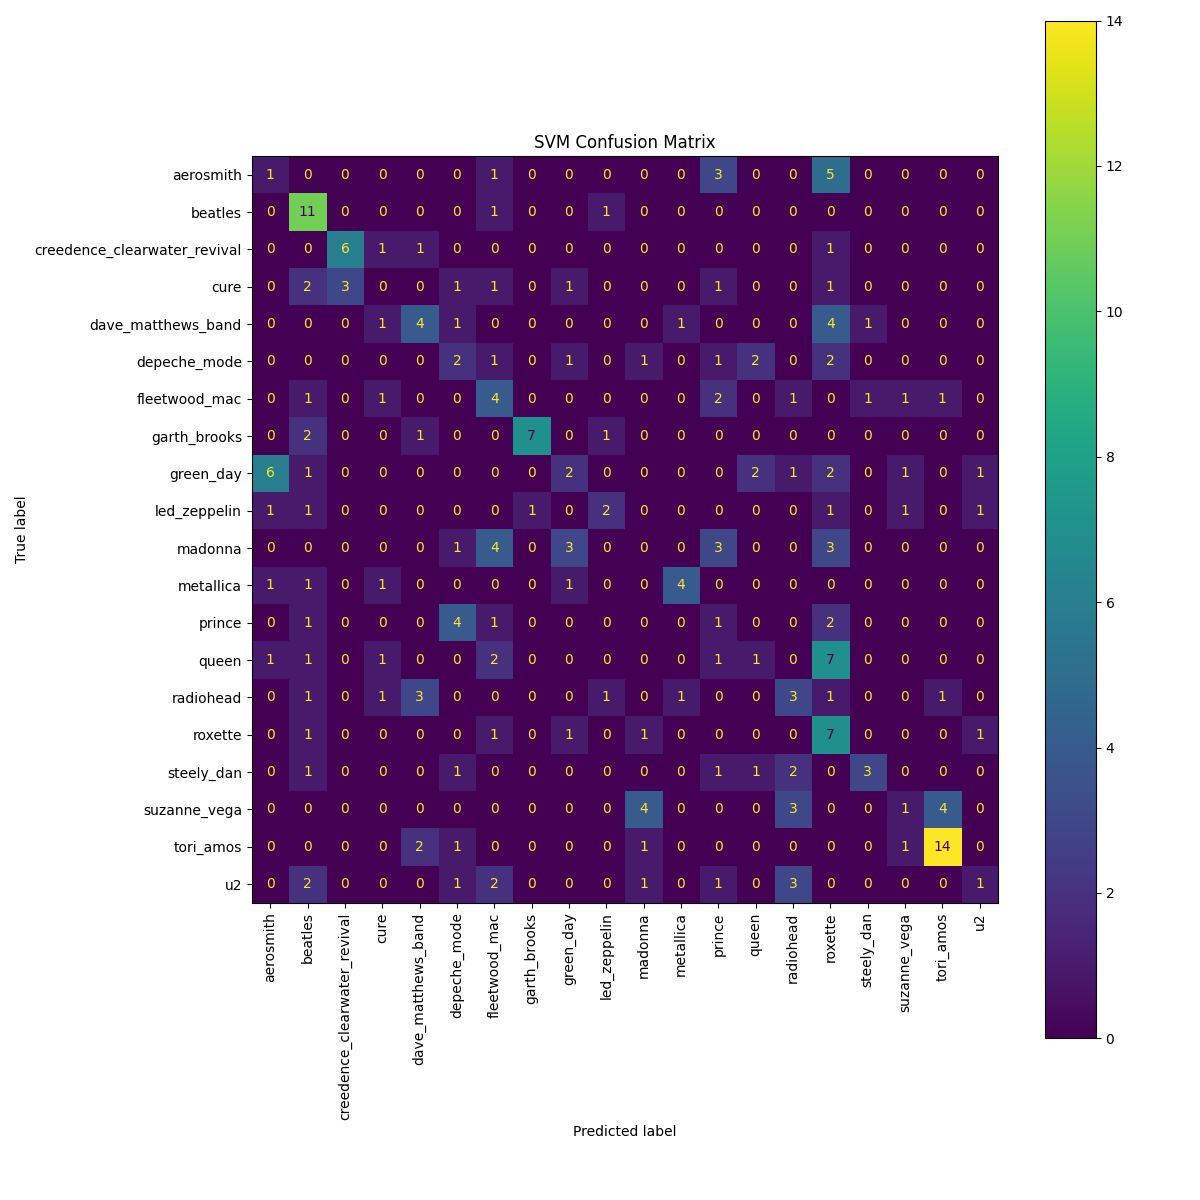 SVM Confusion Matrix
14
aerosmith 1 0 0 0 0 0 1 0 0 0 0 0 3 0 0 5 0 0 0 0
12
beatles 0 11 0 0 0 0 1 0 0 1 0 0 0 0 0 0 0 0 0 0
creedence_clearwater_revival 0 0 6 1 1 0 0 0 0 0 0 0 0 0 0 1 0 0 0 0
cure 0 2 3 0 0 1 1 0 1 0 0 0 1 0 0 1 0 0 0 0
10
dave_matthews_band 0 0 0 1 4 1 0 0 0 0 0 1 0 0 0 4 1 0 0 0
depeche_mode 0 0 0 0 0 2 1 0 1 0 1 0 1 2 0 2 0 0 0 0
fleetwood_mac 0 1 0 1 0 0 4 0 0 0 0 0 2 0 1 0 1 1 1 0
garth_brooks 0 2 0 0 1 0 0 7 0 1 0 0 0 0 0 0 0 0 0 0
8
green_day 6 1 0 0 0 0 0 0 2 0 0 0 0 2 1 2 0 1 0 1
led_zeppelin 1 1 0 0 0 0 0 1 0 2 0 0 0 0 0 1 0 1 0 1
True label
madonna 0 0 0 0 0 1 4 0 3 0 0 0 3 0 0 3 0 0 0 0
metallica 1 1 0 1 0 0 0 0 1 0 0 4 0 0 0 0 0 0 0 0
6
prince 0 1 0 0 0 4 1 0 0 0 0 0 1 0 0 2 0 0 0 0
queen 1 1 0 1 0 0 2 0 0 0 0 0 1 1 0 7 0 0 0 0
radiohead 0 1 0 1 3 0 0 0 0 1 0 1 0 0 3 1 0 0 1 0
roxette 0 1 0 0 0 0 1 0 1 0 1 0 0 0 0 7 0 0 0 1
4
steely_dan 0 1 0 0 0 1 0 0 0 0 0 0 1 1 2 0 3 0 0 0
suzanne_vega 0 0 0 0 0 0 0 0 0 0 4 0 0 0 3 0 0 1 4 0
tori_amos 0 0 0 0 2 1 0 0 0 0 1 0 0 0 0 0 0 1 14 0
u2 0 2 0 0 0 1 2 0 0 0 1 0 1 0 3 0 0 0 0 1
2
0
aerosmith
beatles
creedence_clearwater_revival
cure
dave_matthews_band
depeche_mode
fleetwood_mac
garth_brooks
green_day
led_zeppelin
madonna
metallica
prince
queen
radiohead
roxette
steely_dan
suzanne_vega
tori_amos
u2
Predicted label